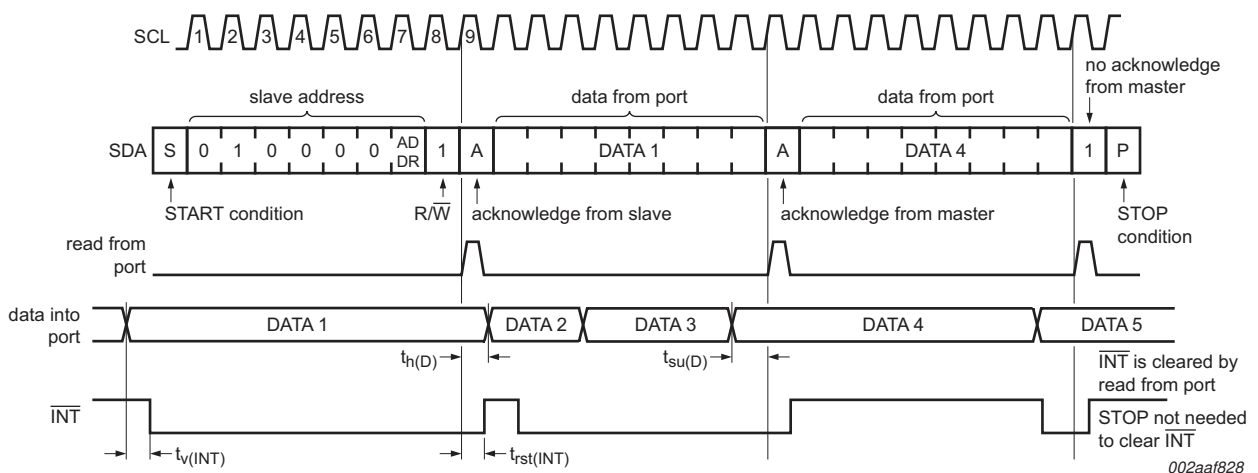 SCL 1 2 3 4 5 6 7 8 9
no acknowledge
from master
slave address data from port data from port
SDA S 0 1 0 0 0 0 AD DR 1 A DATA 1 A DATA 4 1 P
START condition R/W̅ acknowledge from slave acknowledge from master STOP
condition
read from
port
data into
port
DATA 1 DATA 2 DATA 3 DATA 4 DATA 5
th(D) tsu(D)
I̅N̅T̅ is cleared by
read from port
I̅N̅T̅
STOP not needed
to clear I̅N̅T̅
tv(INT) trst(INT)
002aaf828